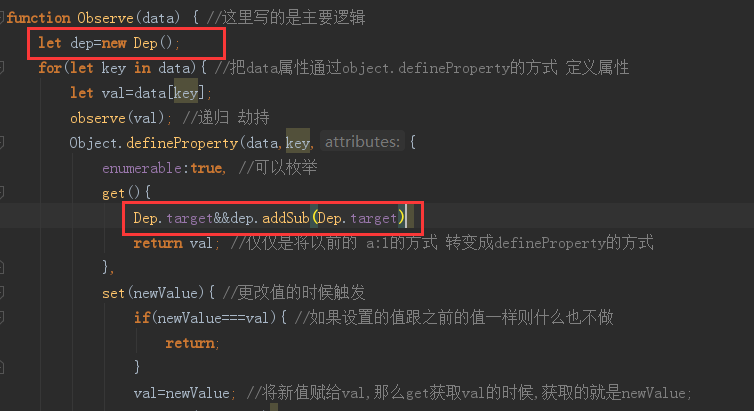 function Observe(data) { //这里写的是主要逻辑
let dep=new Dep();
for(let key in data){ //把data属性通过object.defineProperty的方式 定义属性
let val=data[key];
observe(val); //递归 劫持
Object.defineProperty(data,key, attributes: {
enumerable:true, //可以枚举
get(){
Dep.target&&dep.addSub(Dep.target)
return val; //仅仅是将以前的 a:1的方式 转变成defineProperty的方式
},
set(newValue){ //更改值的时候触发
if(newValue===val){ //如果设置的值跟之前的值一样则什么也不做
return;
}
val=newValue; //将新值赋给val,那么get获取val的时候,获取的就是newValue;